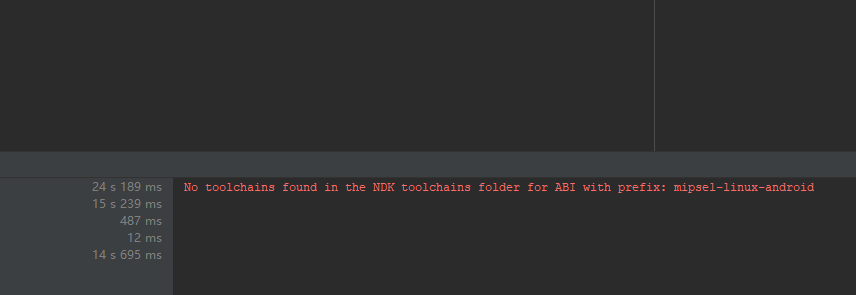 24 s 189 ms No toolchains found in the NDK toolchains folder for ABI with prefix: mipsel-linux-android
15 s 239 ms
487 ms
12 ms
14 s 695 ms